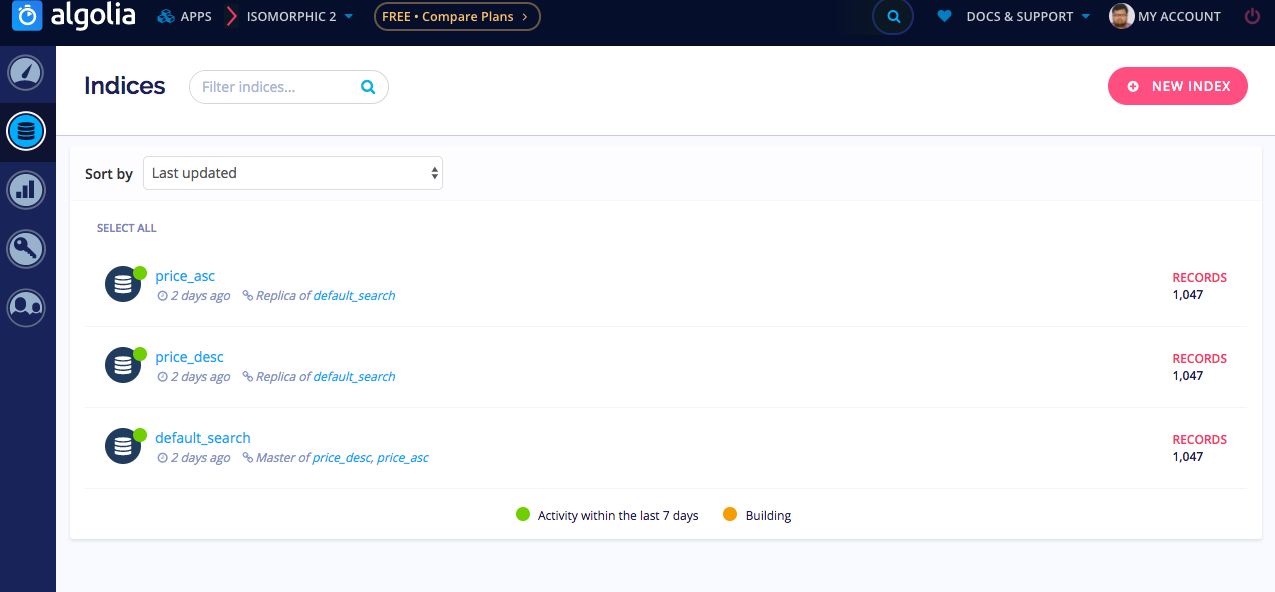 algolia
APPS
ISOMORPHIC 2
FREE • Compare Plans
DOCS & SUPPORT
MY ACCOUNT
Indices
Filter indices...
NEW INDEX
Sort by
Last updated
SELECT ALL
price_asc
2 days ago Replica of default_search
RECORDS
1,047
price_desc
2 days ago Replica of default_search
RECORDS
1,047
default_search
2 days ago Master of price_desc, price_asc
RECORDS
1,047
Activity within the last 7 days
Building